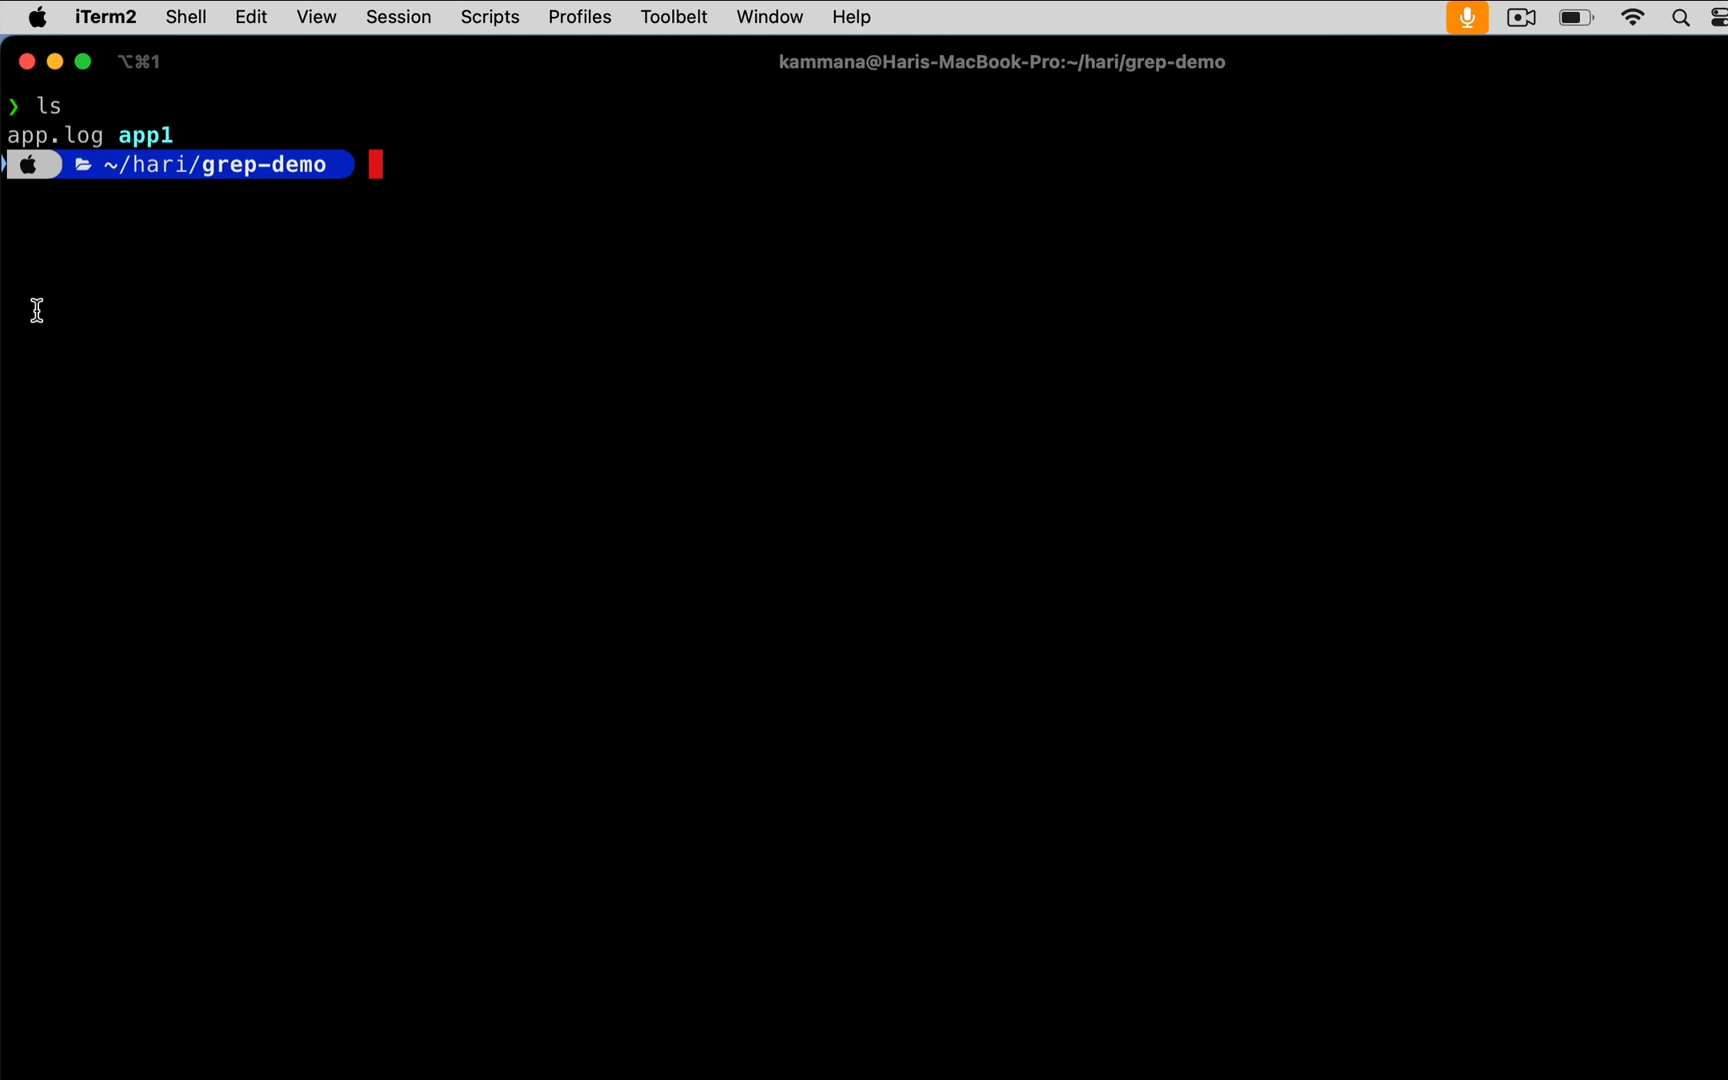 iTerm2 Shell Edit View Session Scripts Profiles Toolbelt Window Help
⌥⌘1 kammana@Haris-MacBook-Pro:~/hari/grep-demo
❯ ls
app.log app1
~/hari/grep-demo